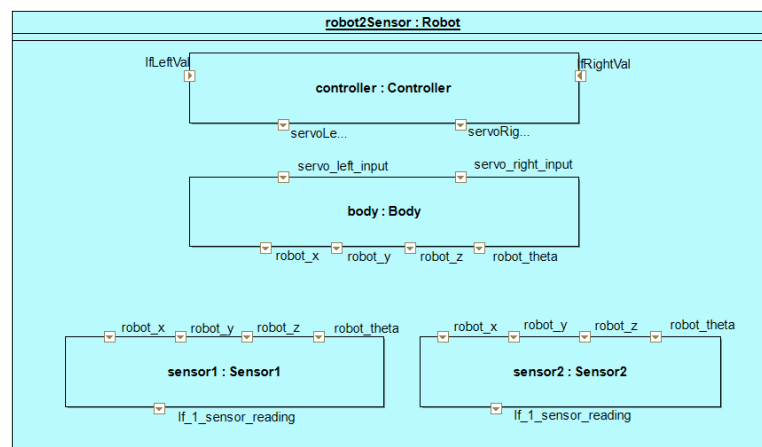 robot2Sensor : Robot
lfLeftVal
lfRightVal
controller : Controller
servoLe...
servoRig...
servo_left_input
servo_right_input
body : Body
robot_x
robot_y
robot_z
robot_theta
robot_x
robot_y
robot_z
robot_theta
robot_x
robot_y
robot_z
robot_theta
sensor1 : Sensor1
sensor2 : Sensor2
lf_1_sensor_reading
lf_1_sensor_reading